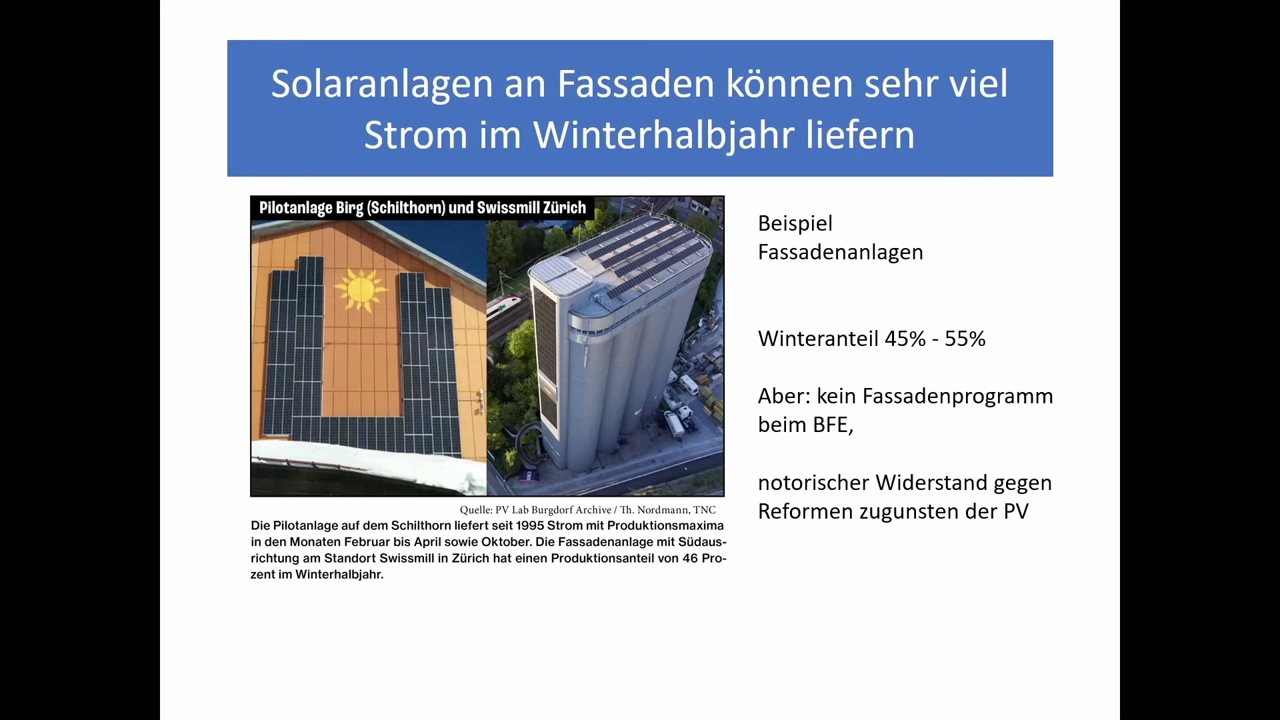 Solaranlagen an Fassaden können sehr viel
Strom im Winterhalbjahr liefern
Pilotanlage Birg (Schilthorn) und Swissmill Zürich
Quelle: PV Lab Burgdorf Archive / Th. Nordmann, TNC
Die Pilotanlage auf dem Schilthorn liefert seit 1995 Strom mit Produktionsmaxima
in den Monaten Februar bis April sowie Oktober. Die Fassadenanlage mit Südaus-
richtung am Standort Swissmill in Zürich hat einen Produktionsanteil von 46 Pro-
zent im Winterhalbjahr.
Beispiel
Fassadenanlagen
Winteranteil 45% - 55%
Aber: kein Fassadenprogramm
beim BFE,
notorischer Widerstand gegen
Reformen zugunsten der PV